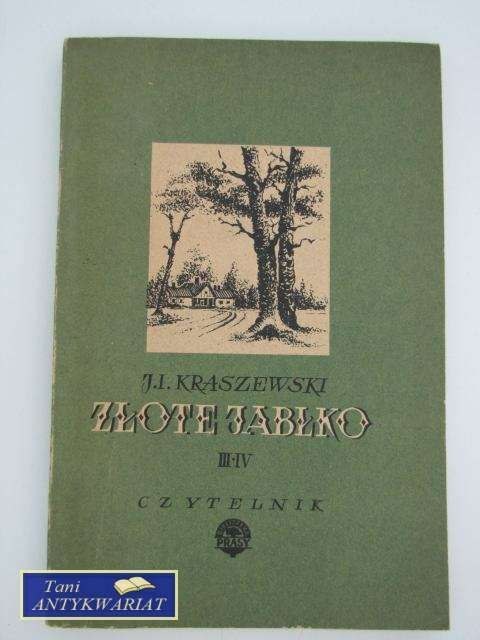 J.I. KRASZEWSKI
ZŁOTE JABŁKO
III-IV
CZYTELNIK
PRASY
Tani
ANTYKWARIAT